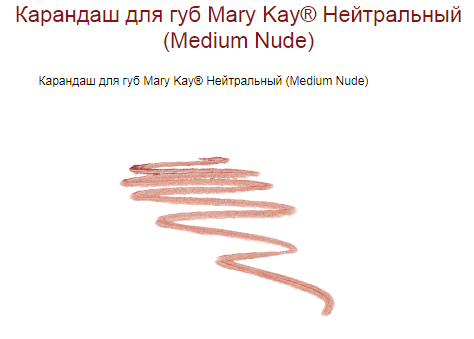 Карандаш для губ Mary Kay® Нейтральный
(Medium Nude)
Карандаш для губ Mary Kay® Нейтральный (Medium Nude)